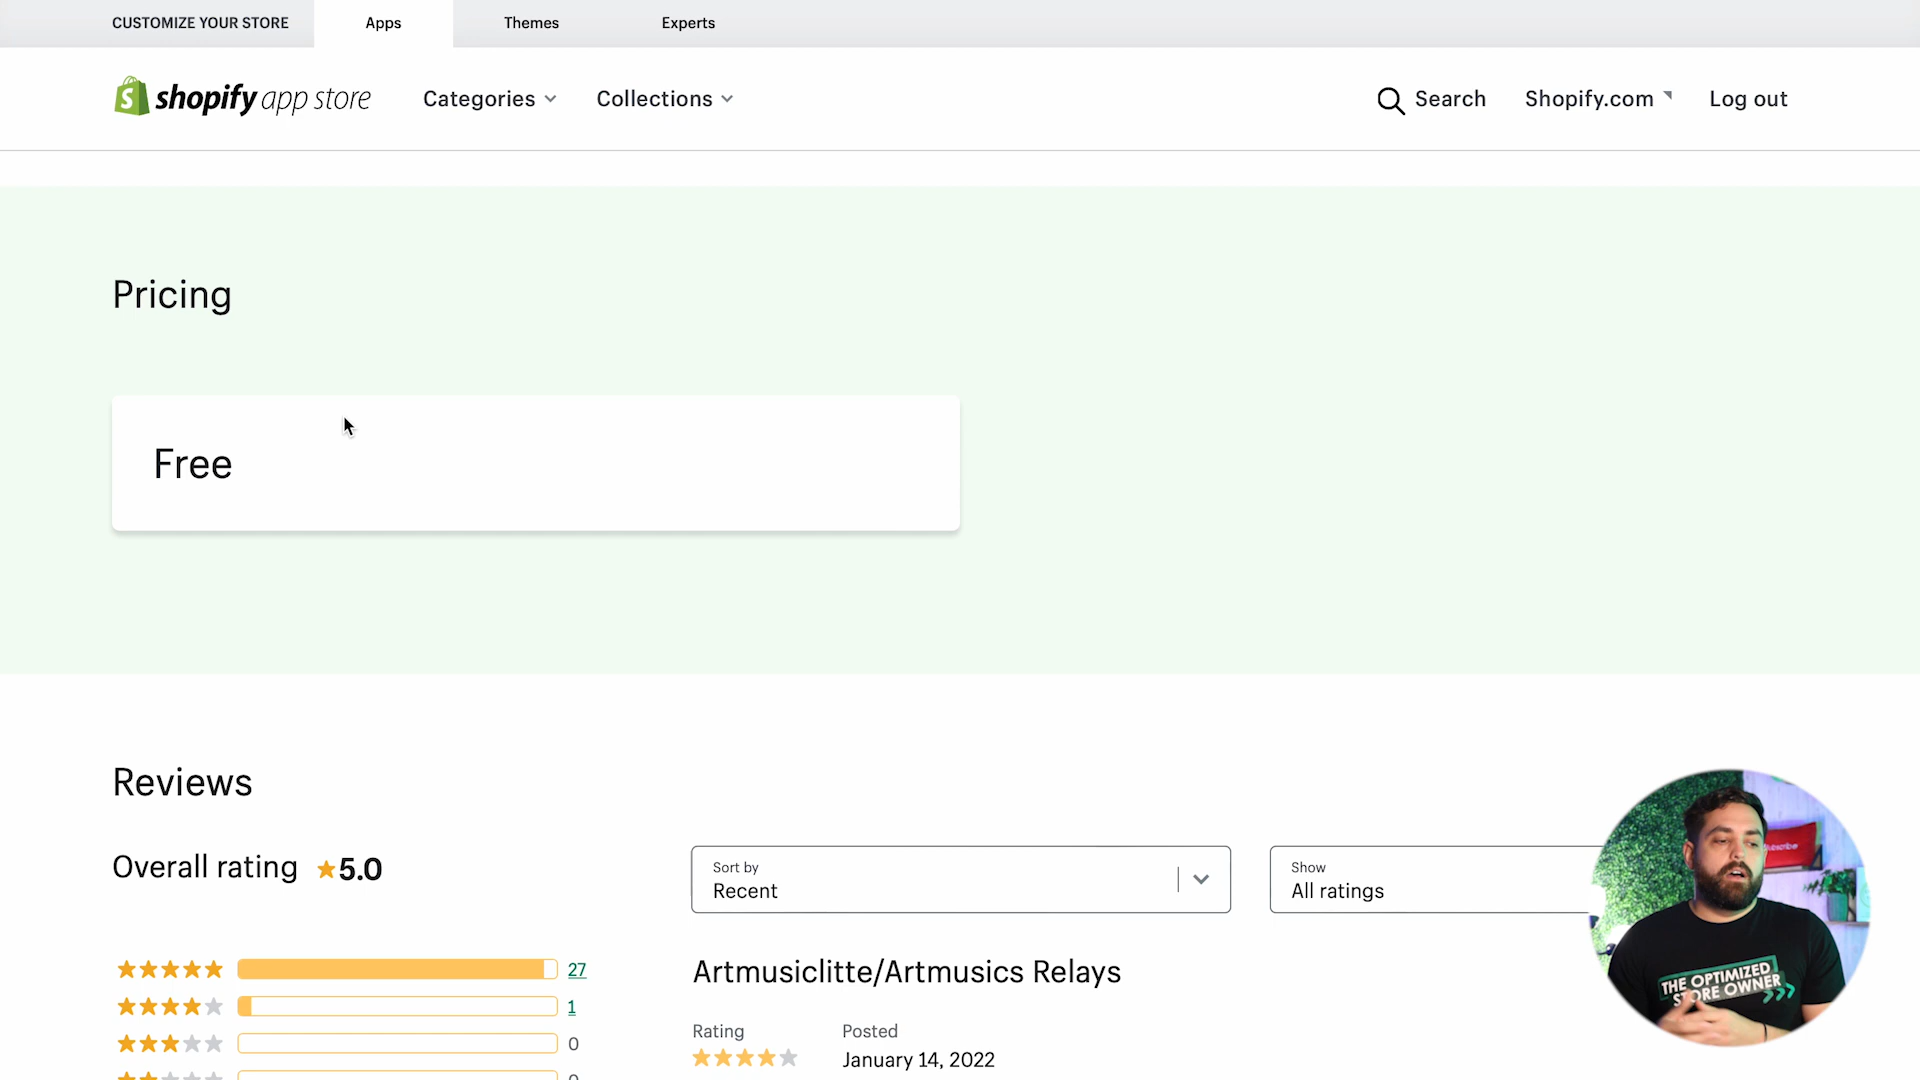 CUSTOMIZE YOUR STORE
Apps
Themes
Experts
shopify app store
Categories
Collections
Search
Shopify.com
Log out
Pricing
Free
Reviews
Overall rating
5.0
Sort by
Recent
Show
All ratings
27
1
0
0
Artmusiclitte/Artmusics Relays
Rating
Posted
January 14, 2022
THE OPTIMIZED
STORE OWNER
subscribe